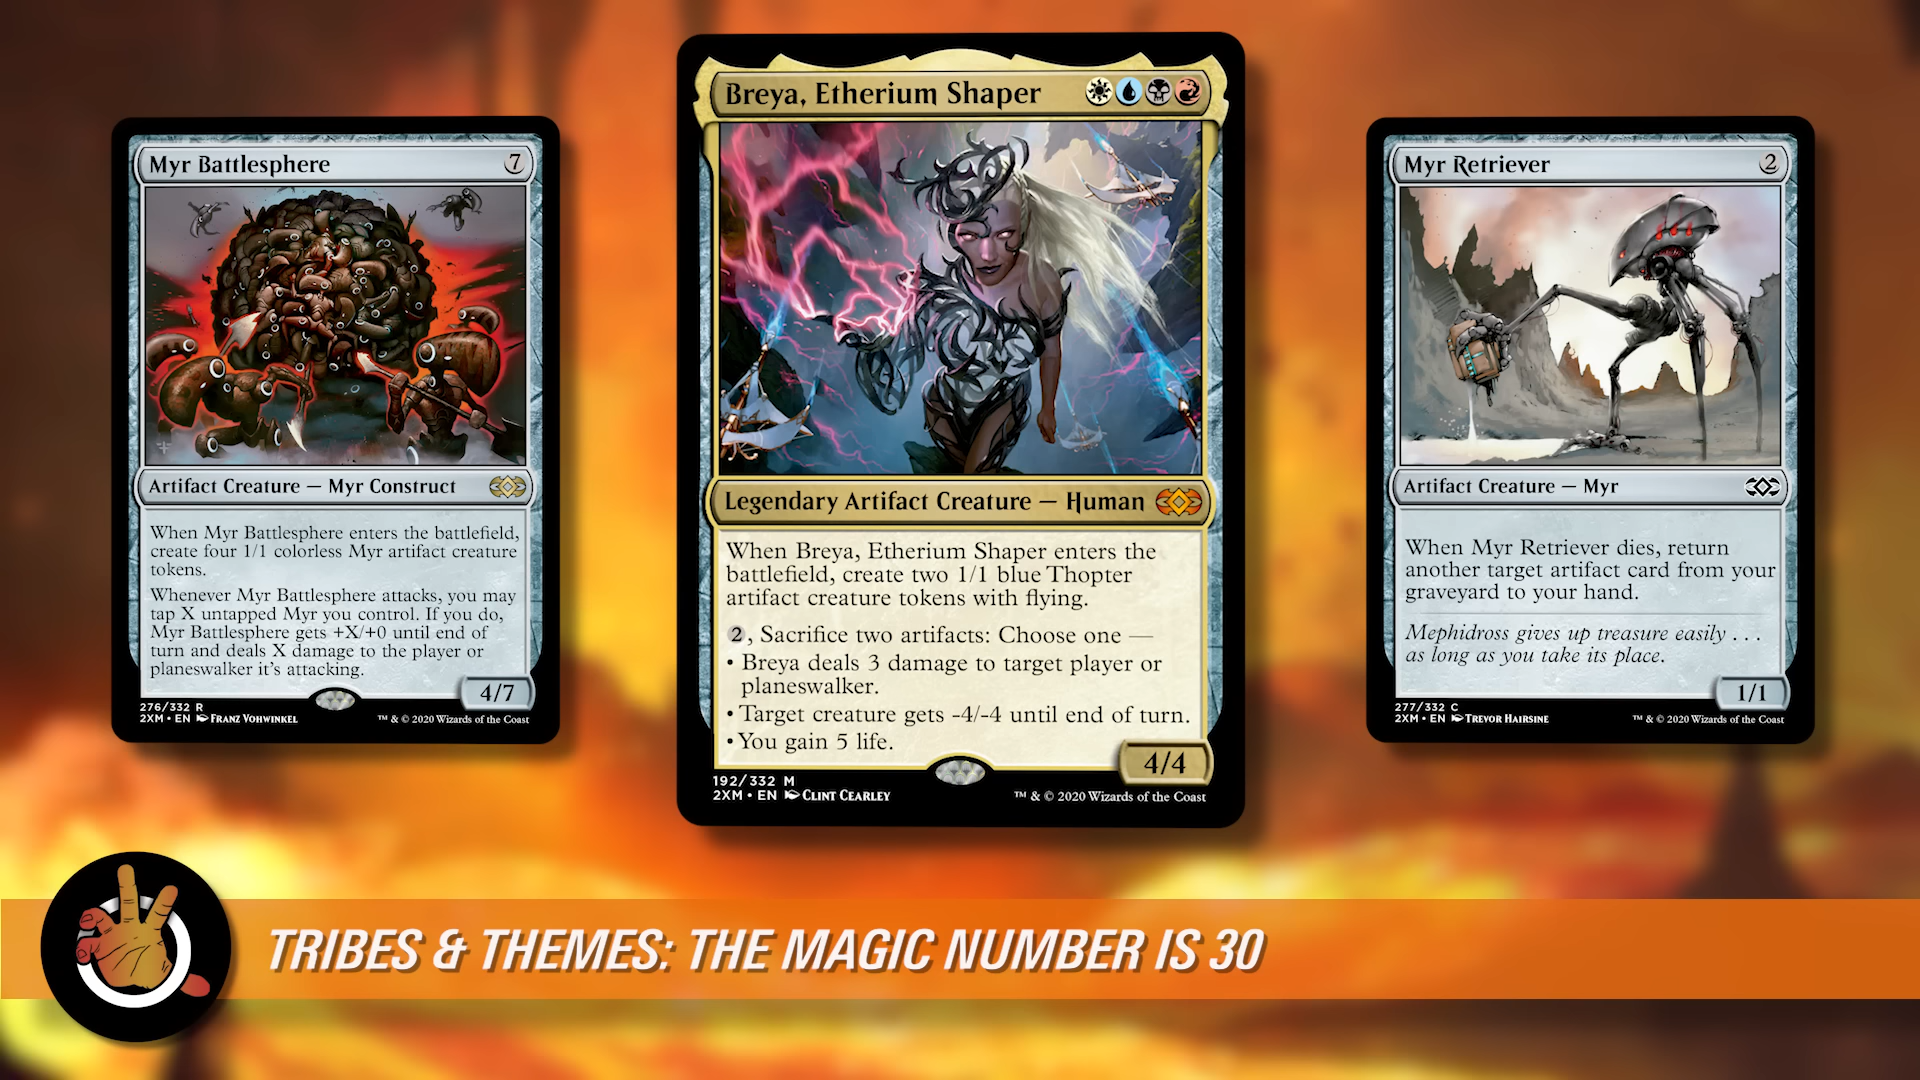 Myr Battlesphere 7
Artifact Creature — Myr Construct
When Myr Battlesphere enters the battlefield,
create four 1/1 colorless Myr artifact creature
tokens.
Whenever Myr Battlesphere attacks, you may
tap X untapped Myr you control. If you do,
Myr Battlesphere gets +X/+0 until end of
turn and deals X damage to the player or
planeswalker it's attacking.
4/7
276/332 R
2XM • EN Franz Vohwinkel
™ & © 2020 Wizards of the Coast
Breya, Etherium Shaper
Legendary Artifact Creature — Human
When Breya, Etherium Shaper enters the
battlefield, create two 1/1 blue Thopter
artifact creature tokens with flying.
2, Sacrifice two artifacts: Choose one —
• Breya deals 3 damage to target player or
planeswalker.
• Target creature gets -4/-4 until end of turn.
• You gain 5 life.
4/4
192/332 M
2XM • EN Clint Cearley
™ & © 2020 Wizards of the Coast
Myr Retriever 2
Artifact Creature — Myr
When Myr Retriever dies, return
another target artifact card from your
graveyard to your hand.
Mephidross gives up treasure easily . . .
as long as you take its place.
1/1
277/332 C
2XM • EN Trevor Hairsine
™ & © 2020 Wizards of the Coast
TRIBES & THEMES: THE MAGIC NUMBER IS 30